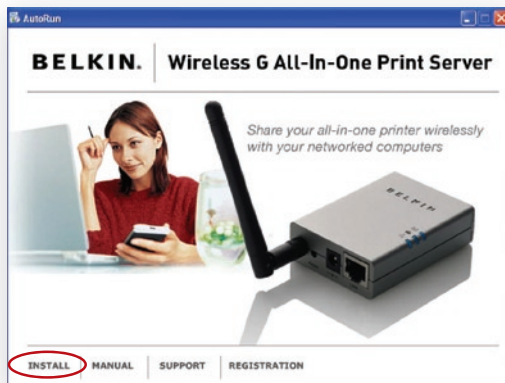 AutoRun
BELKIN. Wireless G All-In-One Print Server
Share your all-in-one printer wirelessly
with your networked computers
BELKIN
INSTALL MANUAL SUPPORT REGISTRATION